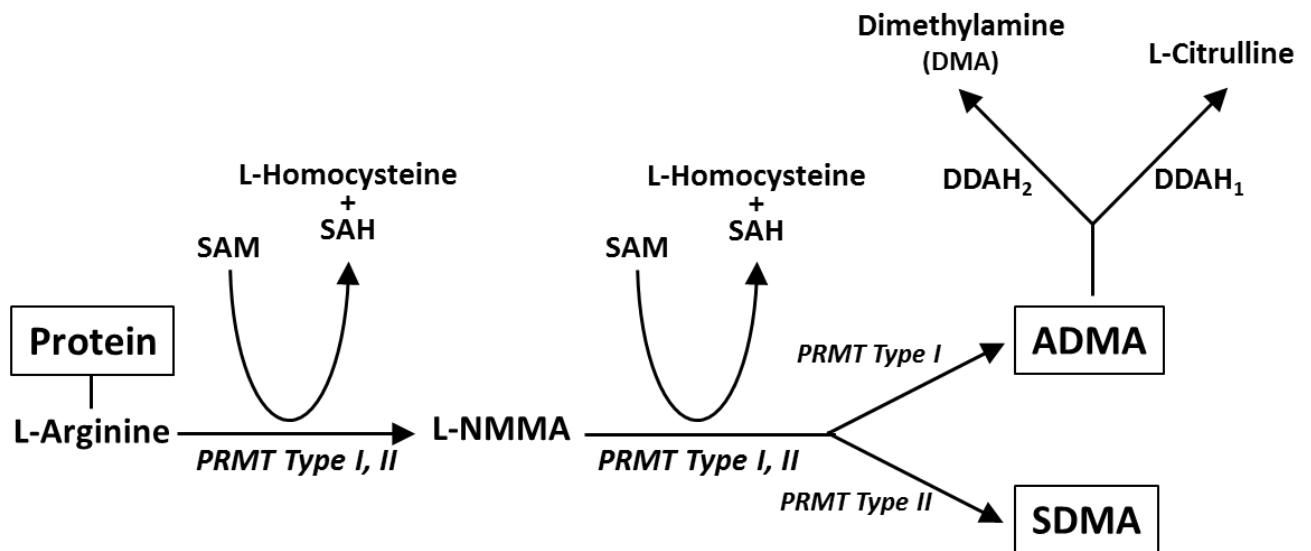 Dimethylamine
(DMA)
L-Citrulline
L-Homocysteine
+
SAH
SAM
L-Homocysteine
+
SAH
SAM
DDAH₂
DDAH₁
Protein
L-Arginine
PRMT Type I, II
L-NMMA
PRMT Type I, II
PRMT Type I
ADMA
PRMT Type II
SDMA